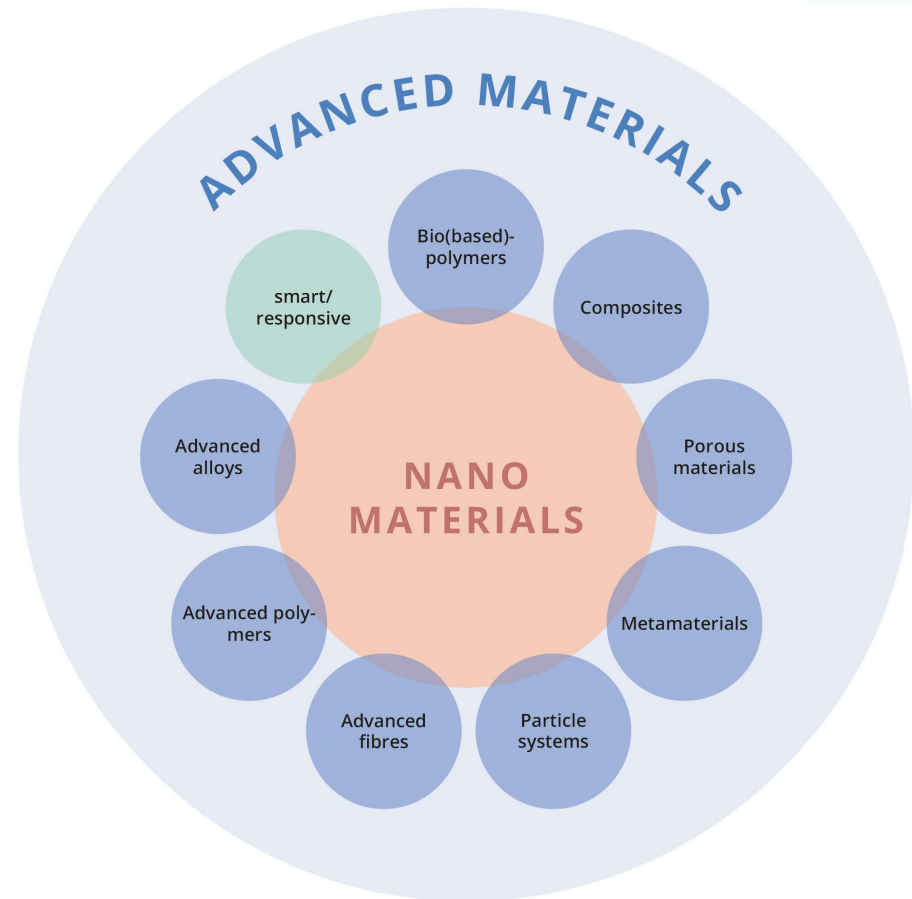 ADVANCED MATERIALS
Bio(based)-
polymers
smart/
responsive
Composites
Advanced
alloys
Porous
materials
NANO
MATERIALS
Advanced poly-
mers
Metamaterials
Advanced
fibres
Particle
systems